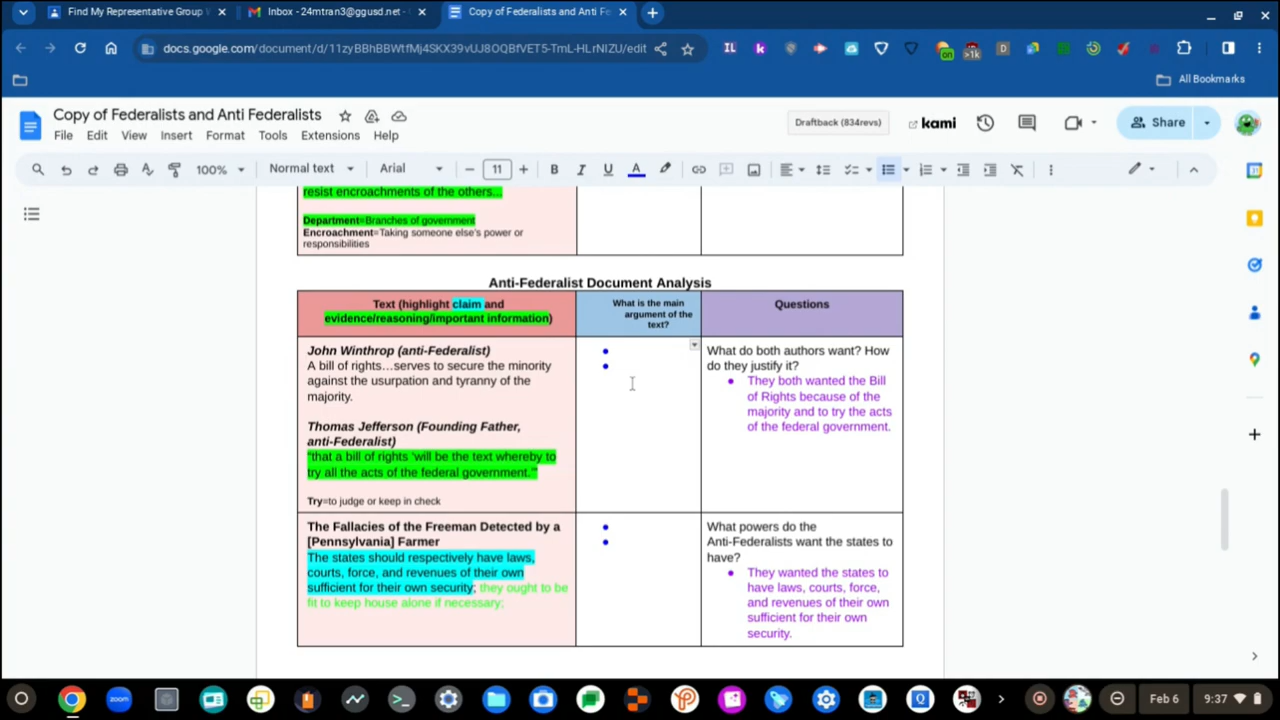 Find My Representative Group
Inbox - 24mtran3@ggusd.net -
Copy of Federalists and Anti Fe
docs.google.com/document/d/11zyBBhBBWtfMj4SKX39vUJ8OQBfVET5-TmL-HLrNIZU/edit
All Bookmarks
Copy of Federalists and Anti Federalists
File Edit View Insert Format Tools Extensions Help
Draftback (834revs)
kami
Share
100%
Normal text
Arial
11
resist encroachments of the others...
Department=Branches of government
Encroachment=Taking someone else's power or
responsibilities
Anti-Federalist Document Analysis
Text (highlight claim and
evidence/reasoning/important information)
What is the main
argument of the
text?
Questions
John Winthrop (anti-Federalist)
A bill of rights…serves to secure the minority
against the usurpation and tyranny of the
majority.
Thomas Jefferson (Founding Father,
anti-Federalist)
"that a bill of rights 'will be the text whereby to
try all the acts of the federal government.'"
Try=to judge or keep in check
What do both authors want? How
do they justify it?
They both wanted the Bill
of Rights because of the
majority and to try the acts
of the federal government.
The Fallacies of the Freeman Detected by a
[Pennsylvania] Farmer
The states should respectively have laws,
courts, force, and revenues of their own
sufficient for their own security; they ought to be
fit to keep house alone if necessary;
What powers do the
Anti-Federalists want the states to
have?
They wanted the states to
have laws, courts, force,
and revenues of their own
sufficient for their own
security.
Feb 6
9:37